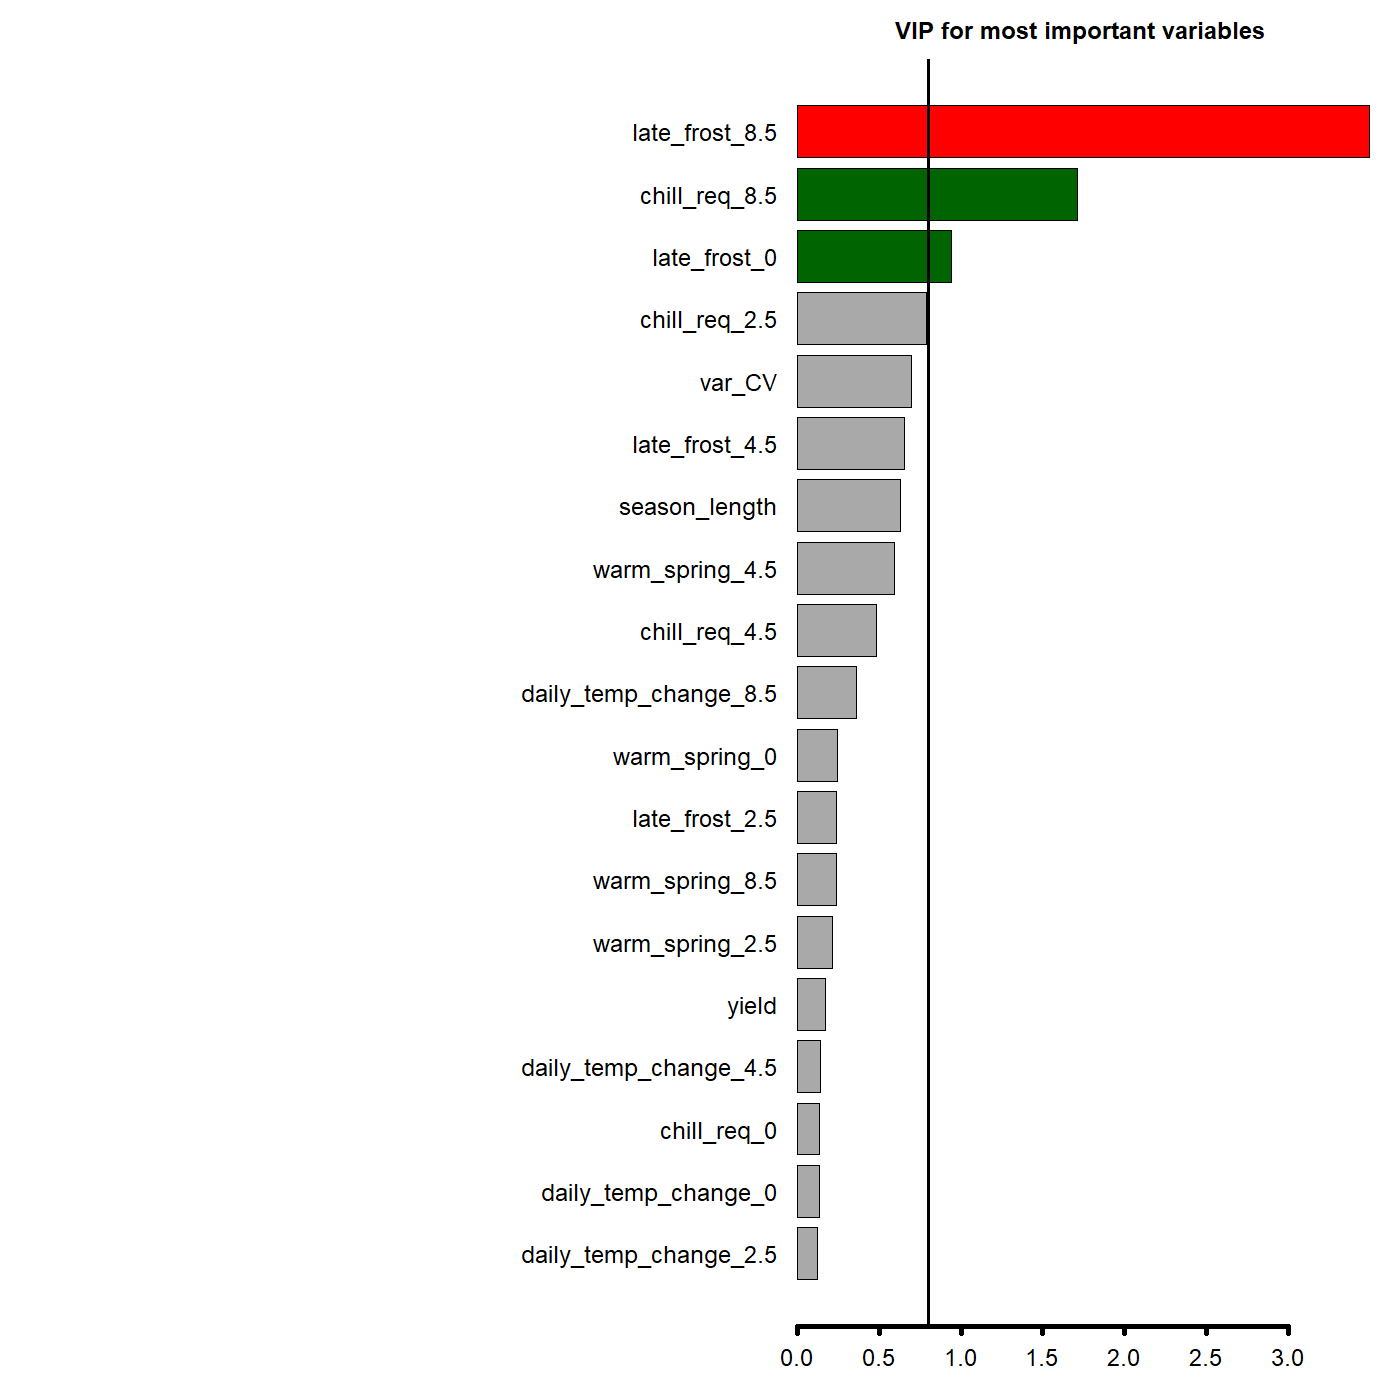 VIP for most important variables
late_frost_8.5
chill_req_8.5
late_frost_0
chill_req_2.5
var_CV
late_frost_4.5
season_length
warm_spring_4.5
chill_req_4.5
daily_temp_change_8.5
warm_spring_0
late_frost_2.5
warm_spring_8.5
warm_spring_2.5
yield
daily_temp_change_4.5
chill_req_0
daily_temp_change_0
daily_temp_change_2.5
0.0 0.5 1.0 1.5 2.0 2.5 3.0